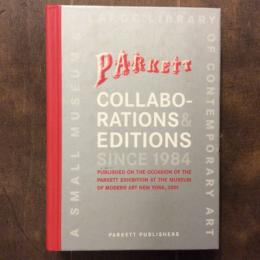 A SMALL MUSEUM & A LARGE LIBRARY
OF CONTEMPORARY ART
PARKETT
COLLABO-
RATIONS &
EDITIONS
SINCE 1984
PUBLISHED ON THE OCCASION OF THE
PARKETT EXHIBITION AT THE MUSEUM
OF MODERN ART NEW YORK, 2001
PARKETT PUBLISHERS